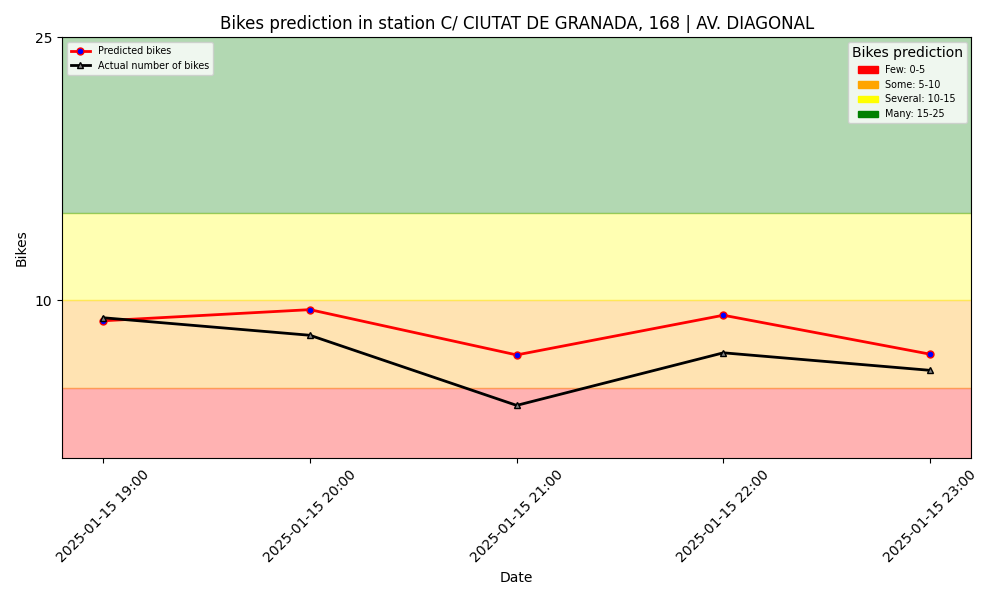 Bikes prediction in station C/ CIUTAT DE GRANADA, 168 | AV. DIAGONAL
25
10
Bikes
Predicted bikes
Actual number of bikes
Bikes prediction
Few: 0-5
Some: 5-10
Several: 10-15
Many: 15-25
2025-01-15 19:00
2025-01-15 20:00
2025-01-15 21:00
2025-01-15 22:00
2025-01-15 23:00
Date